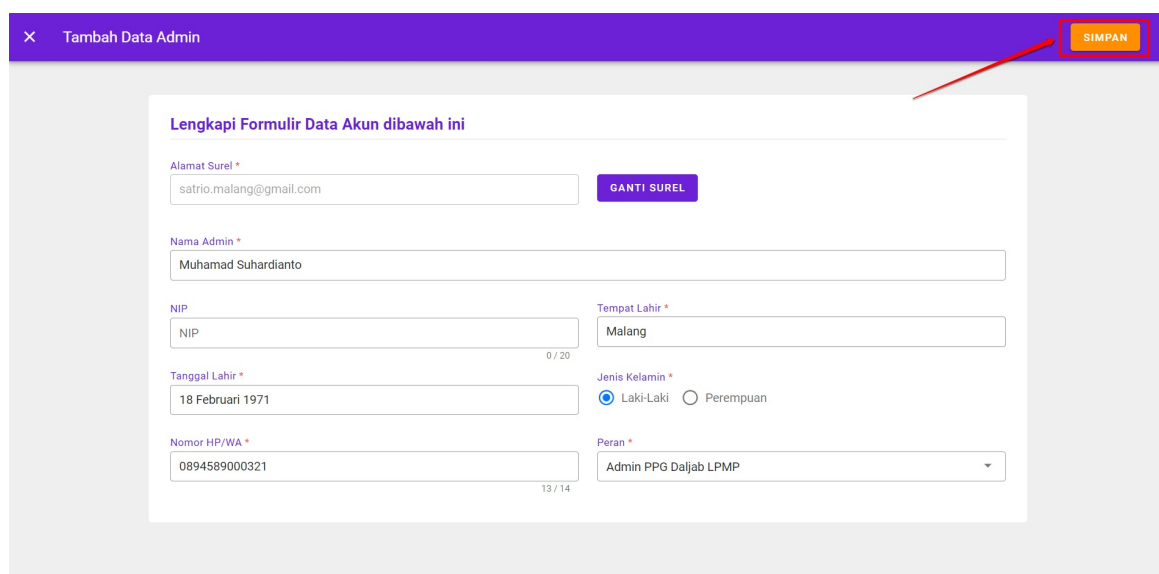 × Tambah Data Admin SIMPAN
Lengkapi Formulir Data Akun dibawah ini
Alamat Surel *
satrio.malang@gmail.com GANTI SUREL
Nama Admin *
Muhamad Suhardianto
NIP Tempat Lahir *
NIP Malang
0 / 20
Tanggal Lahir * Jenis Kelamin *
18 Februari 1971 Laki-Laki Perempuan
Nomor HP/WA * Peran *
0894589000321 Admin PPG Daljab LPMP
13 / 14